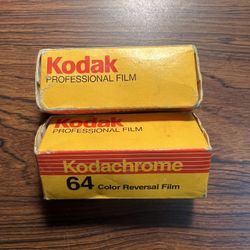 Kodak
PROFESSIONAL FILM
Kodak
PROFESSIONAL FILM
Kodachrome
64 Color Reversal Film